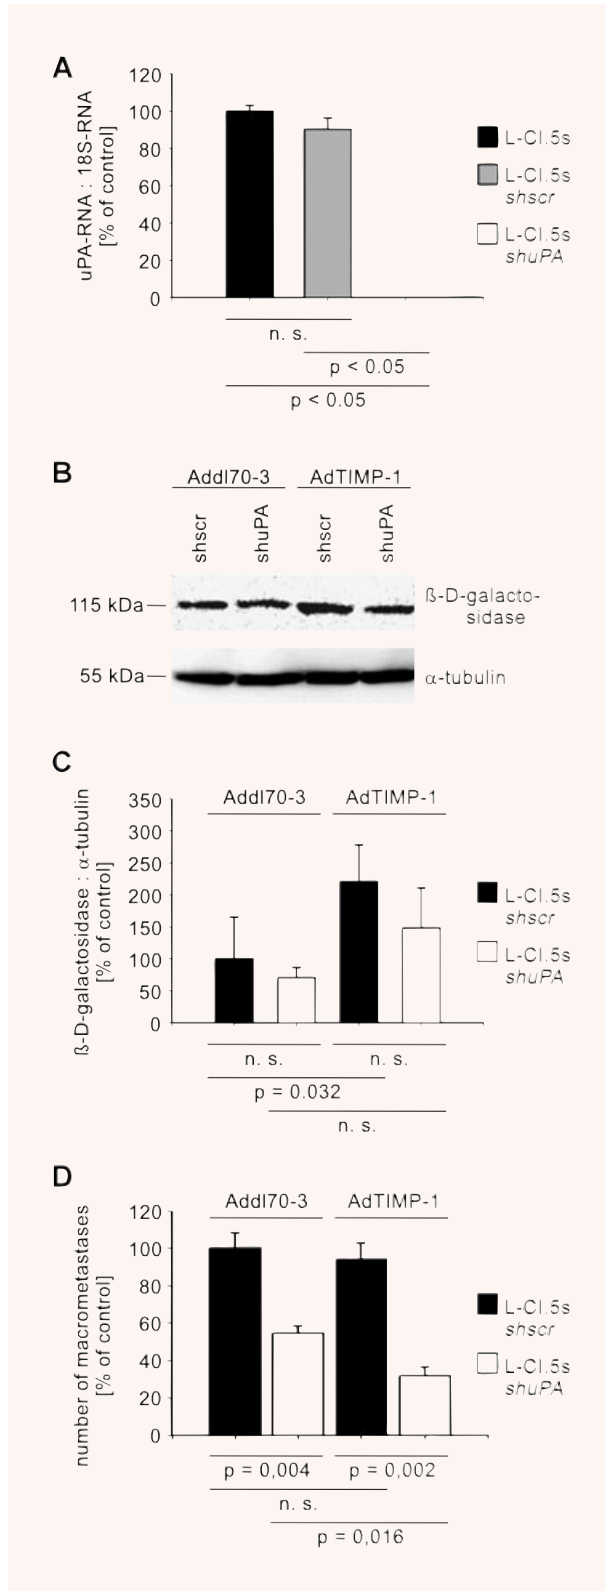 A
uPA-RNA : 18S-RNA
[% of control]
120
100
80
60
40
20
0
L-Cl.5s
L-Cl.5s
shscr
L-Cl.5s
shuPA
n. s.
p < 0.05
p < 0.05
B
Addl70-3 AdTIMP-1
shscr shuPA shscr shuPA
115 kDa
ß-D-galacto-
sidase
55 kDa
α-tubulin
C
ß-D-galactosidase : α-tubulin
[% of control]
Addl70-3 AdTIMP-1
350
300
250
200
150
100
50
0
L-Cl.5s
shscr
L-Cl.5s
shuPA
n. s. n. s.
p = 0.032
n. s.
D
number of macrometastases
[% of control]
Addl70-3 AdTIMP-1
120
100
80
60
40
20
0
L-Cl.5s
shscr
L-Cl.5s
shuPA
p = 0,004 p = 0,002
n. s.
p = 0,016